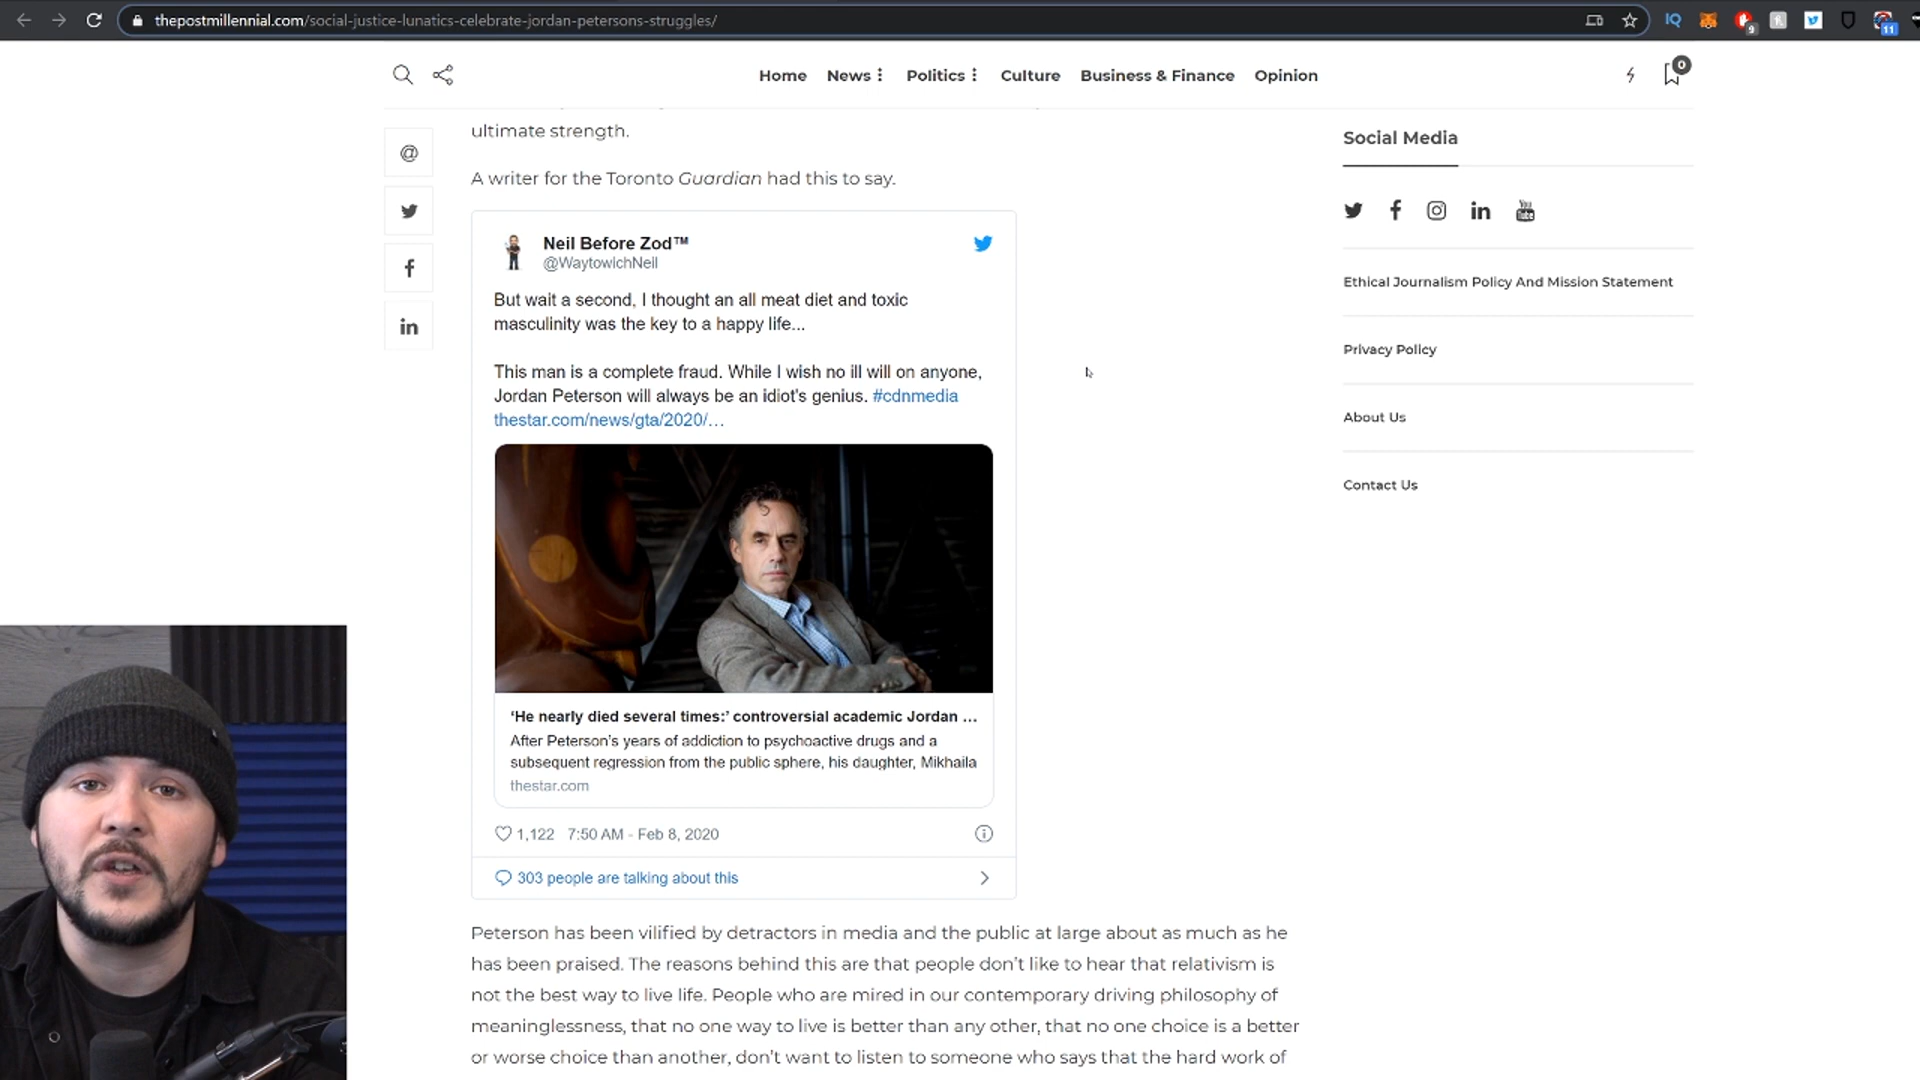 thepostmillennial.com/social-justice-lunatics-celebrate-jordan-petersons-struggles/
IQ
9
11
Home News Politics Culture Business & Finance Opinion
0
ultimate strength.
A writer for the Toronto Guardian had this to say.
Neil Before Zod™
@WaytowichNeil
But wait a second, I thought an all meat diet and toxic
masculinity was the key to a happy life...
This man is a complete fraud. While I wish no ill will on anyone,
Jordan Peterson will always be an idiot's genius. #cdnmedia
thestar.com/news/gta/2020/…
‘He nearly died several times:’ controversial academic Jordan ...
After Peterson’s years of addiction to psychoactive drugs and a
subsequent regression from the public sphere, his daughter, Mikhaila
thestar.com
1,122 7:50 AM - Feb 8, 2020
303 people are talking about this
Peterson has been vilified by detractors in media and the public at large about as much as he
has been praised. The reasons behind this are that people don’t like to hear that relativism is
not the best way to live life. People who are mired in our contemporary driving philosophy of
meaninglessness, that no one way to live is better than any other, that no one choice is a better
or worse choice than another, don’t want to listen to someone who says that the hard work of
Social Media
You Tube
Ethical Journalism Policy And Mission Statement
Privacy Policy
About Us
Contact Us